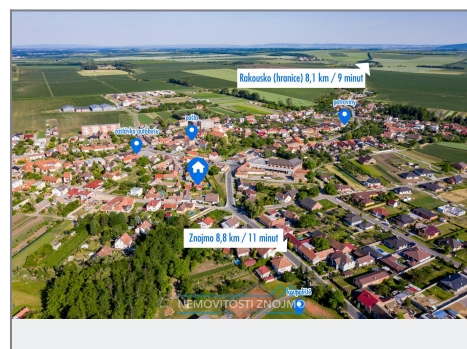 Rakousko (hranice) 8,1 km / 9 minut
potraviny
pošta
zastávka autobusu
Znojmo 8,8 km / 11 minut
NEMOVITOSTI ZNOJMO